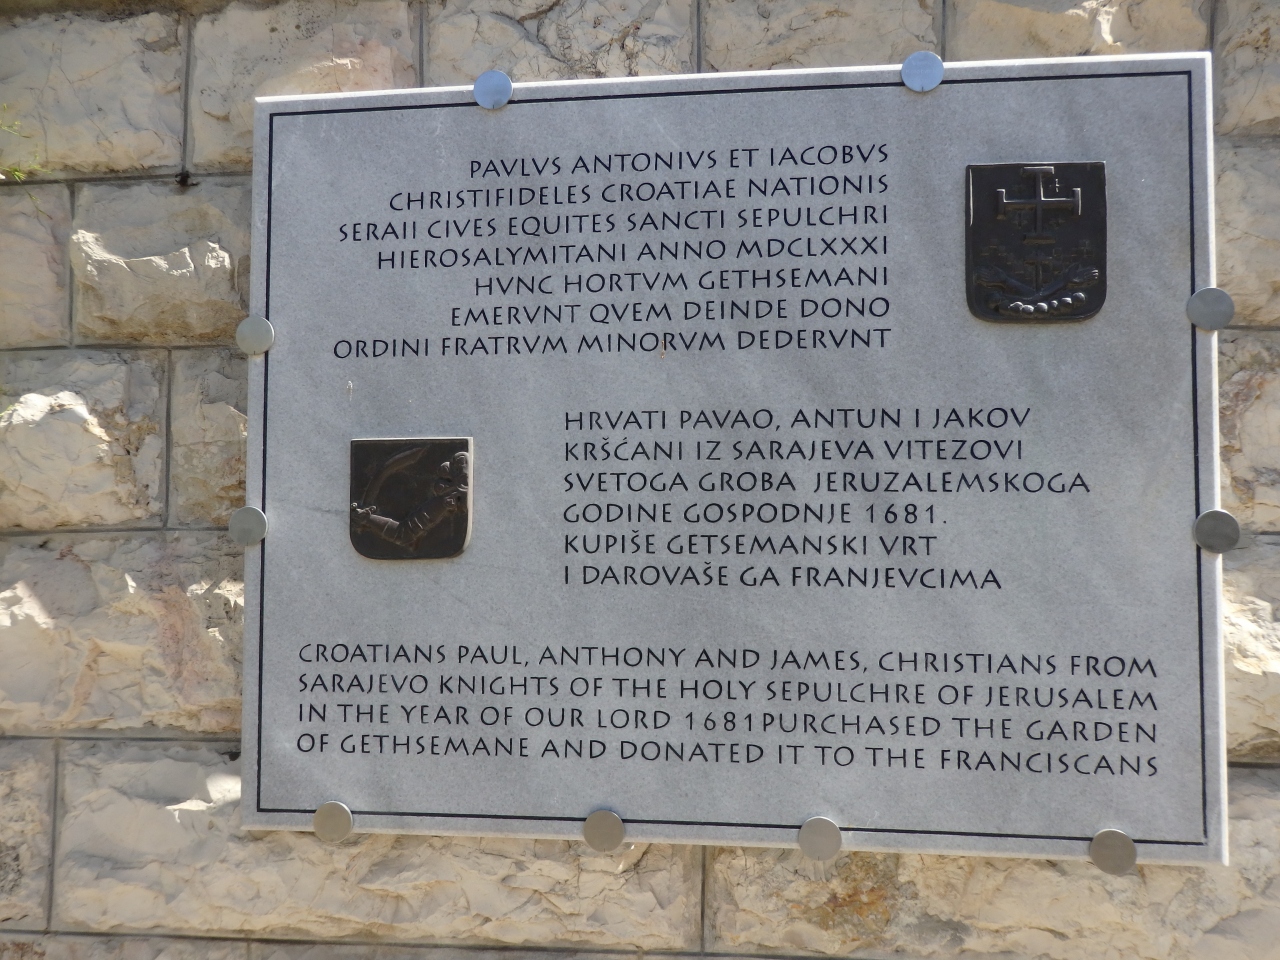 PAVLVS ANTONIVS ET IACOBVS
CHRISTIFIDELES CROATIAE NATIONIS
SERAII CIVES EQUITES SANCTI SEPULCHRI
HIEROSALYMITANI ANNO MDCLXXXI
HVNC HORTVM GETHSEMANI
EMERVNT QVEM DEINDE DONO
ORDINI FRATRVM MINORVM DEDERVNT
HRVATI PAVAO, ANTUN I JAKOV
KRŠĆANI IZ SARAJEVA VITEZOVI
SVETOGA GROBA JERUZALEMSKOGA
GODINE GOSPODNJE 1681.
KUPIŠE GETSEMANSKI VRT
I DAROVAŠE GA FRANJEVCIMA
CROATIANS PAUL, ANTHONY AND JAMES, CHRISTIANS FROM
SARAJEVO KNIGHTS OF THE HOLY SEPULCHRE OF JERUSALEM
IN THE YEAR OF OUR LORD 1681 PURCHASED THE GARDEN
OF GETHSEMANE AND DONATED IT TO THE FRANCISCANS